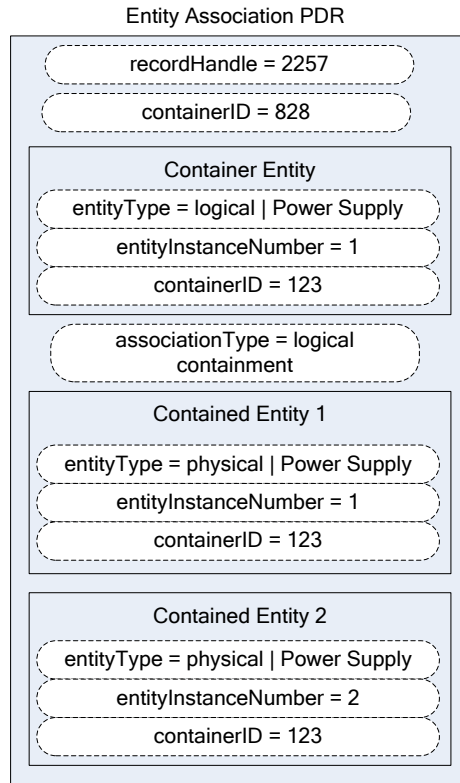 Entity Association PDR
recordHandle = 2257
containerID = 828
Container Entity
entityType = logical | Power Supply
entityInstanceNumber = 1
containerID = 123
associationType = logical
containment
Contained Entity 1
entityType = physical | Power Supply
entityInstanceNumber = 1
containerID = 123
Contained Entity 2
entityType = physical | Power Supply
entityInstanceNumber = 2
containerID = 123